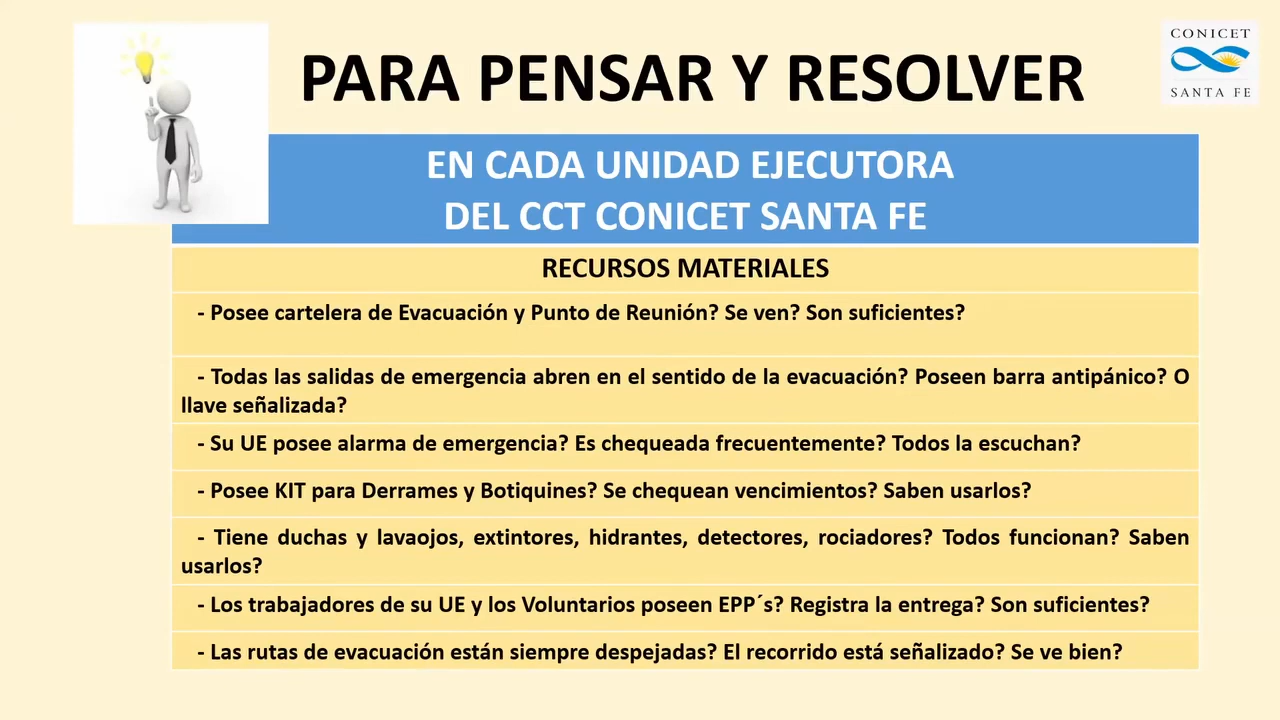 PARA PENSAR Y RESOLVER
CONICET
SANTA FE
EN CADA UNIDAD EJECUTORA
DEL CCT CONICET SANTA FE
RECURSOS MATERIALES
- Posee cartelera de Evacuación y Punto de Reunión? Se ven? Son suficientes?
- Todas las salidas de emergencia abren en el sentido de la evacuación? Poseen barra antipánico? O
llave señalizada?
- Su UE posee alarma de emergencia? Es chequeada frecuentemente? Todos la escuchan?
- Posee KIT para Derrames y Botiquines? Se chequean vencimientos? Saben usarlos?
- Tiene duchas y lavaojos, extintores, hidrantes, detectores, rociadores? Todos funcionan? Saben
usarlos?
- Los trabajadores de su UE y los Voluntarios poseen EPP´s? Registra la entrega? Son suficientes?
- Las rutas de evacuación están siempre despejadas? El recorrido está señalizado? Se ve bien?